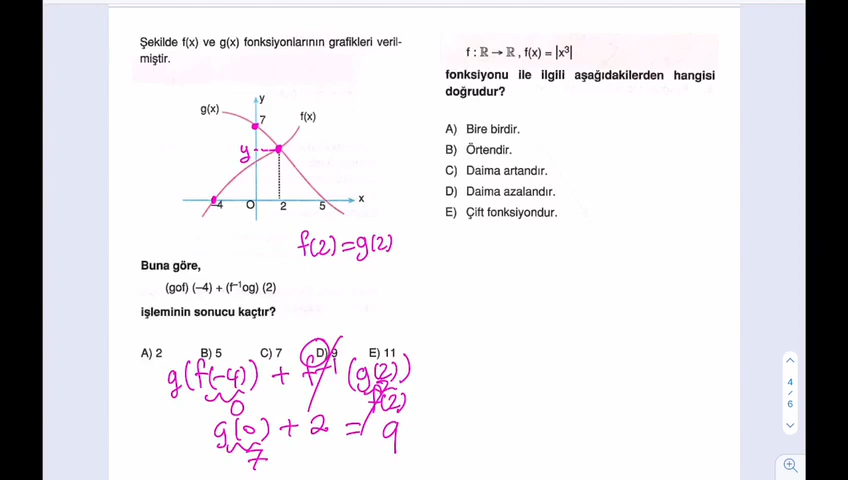 Şekilde f(x) ve g(x) fonksiyonlarının grafikleri veril-
miştir.
g(x)
y
7
f(x)
y
-4
O
2
5
x
f(2)=g(2)
Buna göre,
(gof) (–4) + (f⁻¹og) (2)
işleminin sonucu kaçtır?
A) 2 B) 5 C) 7 D) 9 E) 11
g(f(-4)) + f⁻¹(g(2))
0 f(2)
g(0) + 2 = 9
7
f : ℝ → ℝ , f(x) = |x³|
fonksiyonu ile ilgili aşağıdakilerden hangisi
doğrudur?
A) Bire birdir.
B) Örtendir.
C) Daima artandır.
D) Daima azalandır.
E) Çift fonksiyondur.
4
/
6